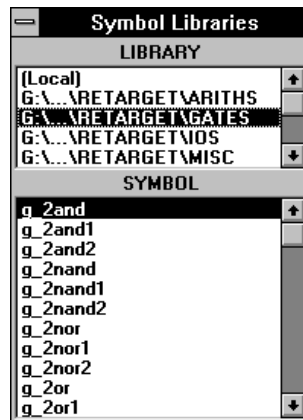 Symbol Libraries
LIBRARY
(Local)
G:\...\RETARGET\ARITHS
G:\...\RETARGET\GATES
G:\...\RETARGET\IOS
G:\...\RETARGET\MISC
SYMBOL
g_2and
g_2and1
g_2and2
g_2nand
g_2nand1
g_2nand2
g_2nor
g_2nor1
g_2nor2
g_2or
g_2or1